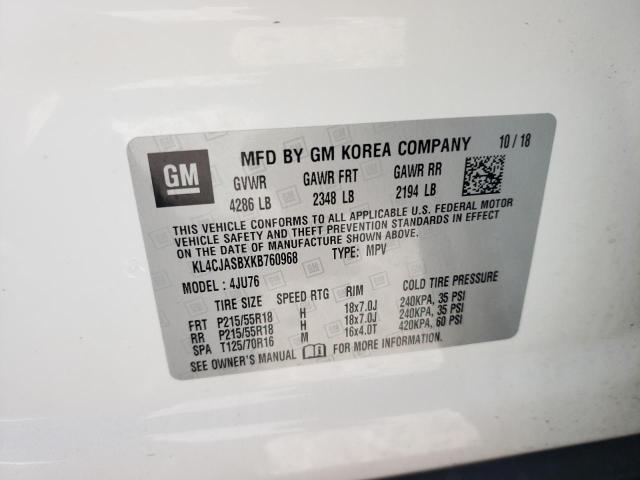 GM
MFD BY GM KOREA COMPANY 10/18
GVWR GAWR FRT GAWR RR
4286 LB 2348 LB 2194 LB
THIS VEHICLE CONFORMS TO ALL APPLICABLE U.S. FEDERAL MOTOR
VEHICLE SAFETY AND THEFT PREVENTION STANDARDS IN EFFECT
ON THE DATE OF MANUFACTURE SHOWN ABOVE.
KL4CJASBXKB760968 TYPE: MPV
MODEL : 4JU76
TIRE SIZE SPEED RTG RIM COLD TIRE PRESSURE
FRT P215/55R18 H 18x7.0J 240KPA, 35 PSI
RR P215/55R18 H 18x7.0J 240KPA, 35 PSI
SPA T125/70R16 M 16x4.0T 420KPA, 60 PSI
SEE OWNER'S MANUAL FOR MORE INFORMATION.